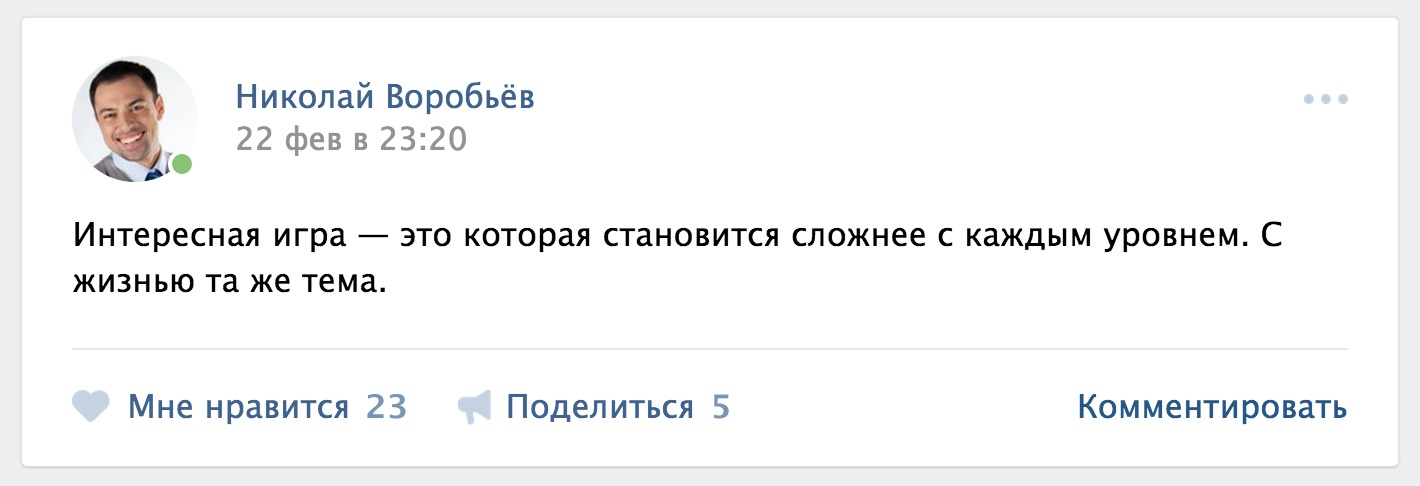 Николай Воробьёв
22 фев в 23:20
Интересная игра — это которая становится сложнее с каждым уровнем. С
жизнью та же тема.
Мне нравится 23 Поделиться 5 Комментировать